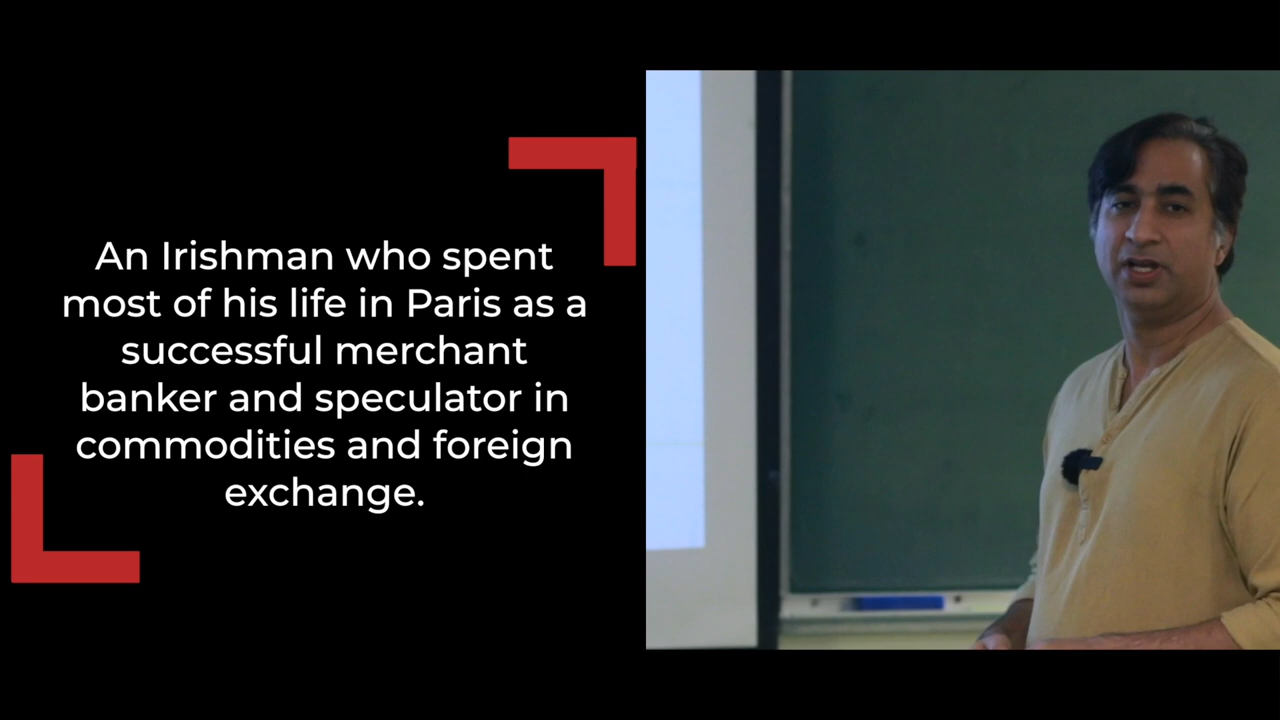 An Irishman who spent
most of his life in Paris as a
successful merchant
banker and speculator in
commodities and foreign
exchange.